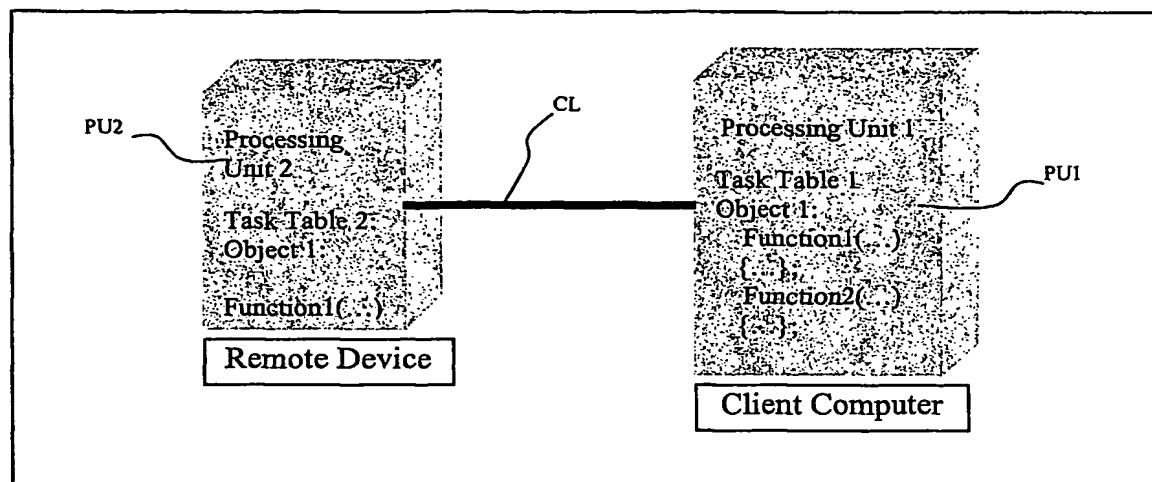 PU2
Processing
Unit 2
Task Table 2:
Object 1:
Function1(...)
Remote Device
CL
Processing Unit 1
Task Table 1
Object 1:
Function1(...)
{...};
Function2(...)
{...};
Client Computer
PU1